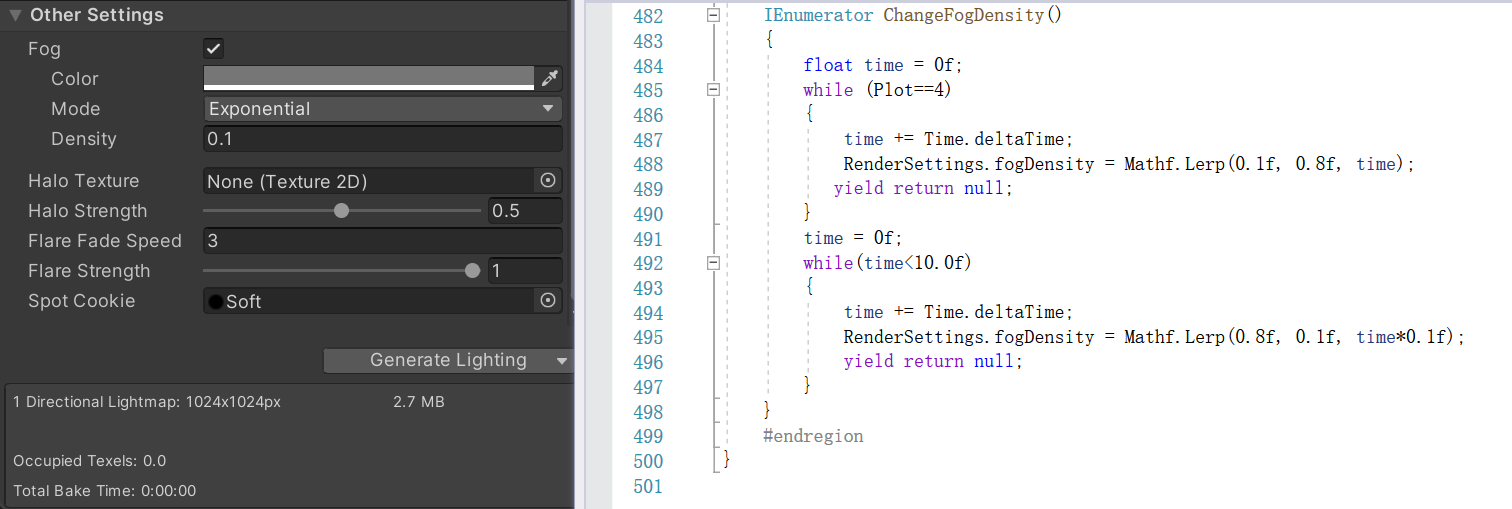 Other Settings
Fog
Color
Mode Exponential
Density 0.1
Halo Texture None (Texture 2D)
Halo Strength 0.5
Flare Fade Speed 3
Flare Strength 1
Spot Cookie Soft
Generate Lighting
1 Directional Lightmap: 1024x1024px 2.7 MB
Occupied Texels: 0.0
Total Bake Time: 0:00:00
482 IEnumerator ChangeFogDensity()
483 {
484 float time = 0f;
485 while (Plot==4)
486 {
487 time += Time.deltaTime;
488 RenderSettings.fogDensity = Mathf.Lerp(0.1f, 0.8f, time);
489 yield return null;
490 }
491 time = 0f;
492 while(time<10.0f)
493 {
494 time += Time.deltaTime;
495 RenderSettings.fogDensity = Mathf.Lerp(0.8f, 0.1f, time*0.1f);
496 yield return null;
497 }
498 }
499 #endregion
500 }
501